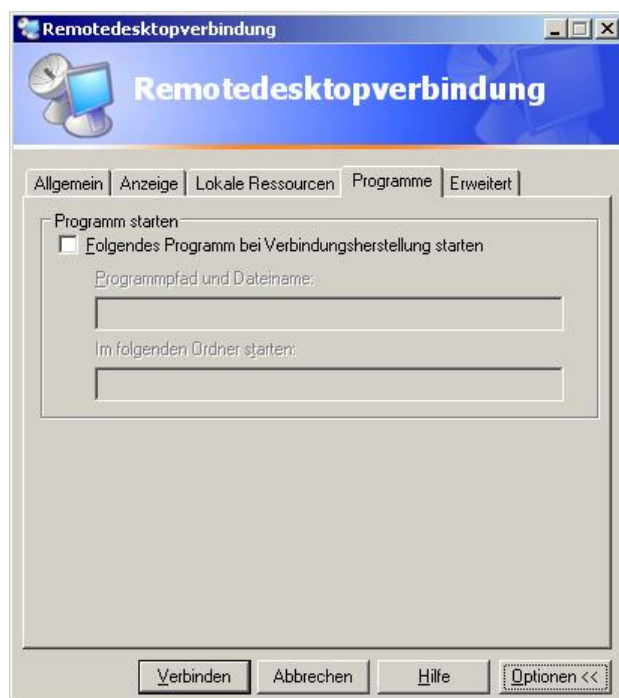 Remotedesktopverbindung
Remotedesktopverbindung
Allgemein Anzeige Lokale Ressourcen Programme Erweitert
Programm starten
Folgendes Programm bei Verbindungsherstellung starten
Programmpfad und Dateiname:
Im folgenden Ordner starten:
Verbinden Abbrechen Hilfe Optionen <<